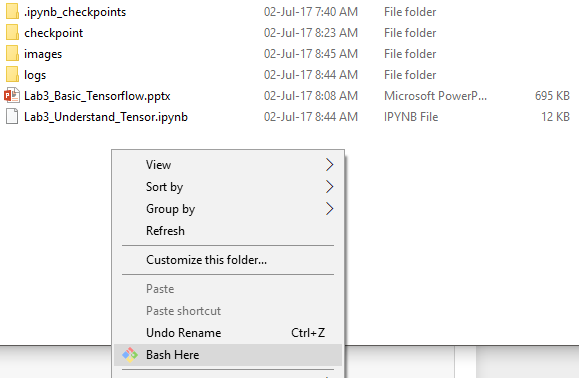 .ipynb_checkpoints 02-Jul-17 7:40 AM File folder
checkpoint 02-Jul-17 8:23 AM File folder
images 02-Jul-17 8:45 AM File folder
logs 02-Jul-17 8:44 AM File folder
Lab3_Basic_Tensorflow.pptx 02-Jul-17 8:08 AM Microsoft PowerP... 695 KB
Lab3_Understand_Tensor.ipynb 02-Jul-17 8:44 AM IPYNB File 12 KB
View
Sort by
Group by
Refresh
Customize this folder...
Paste
Paste shortcut
Undo Rename Ctrl+Z
Bash Here